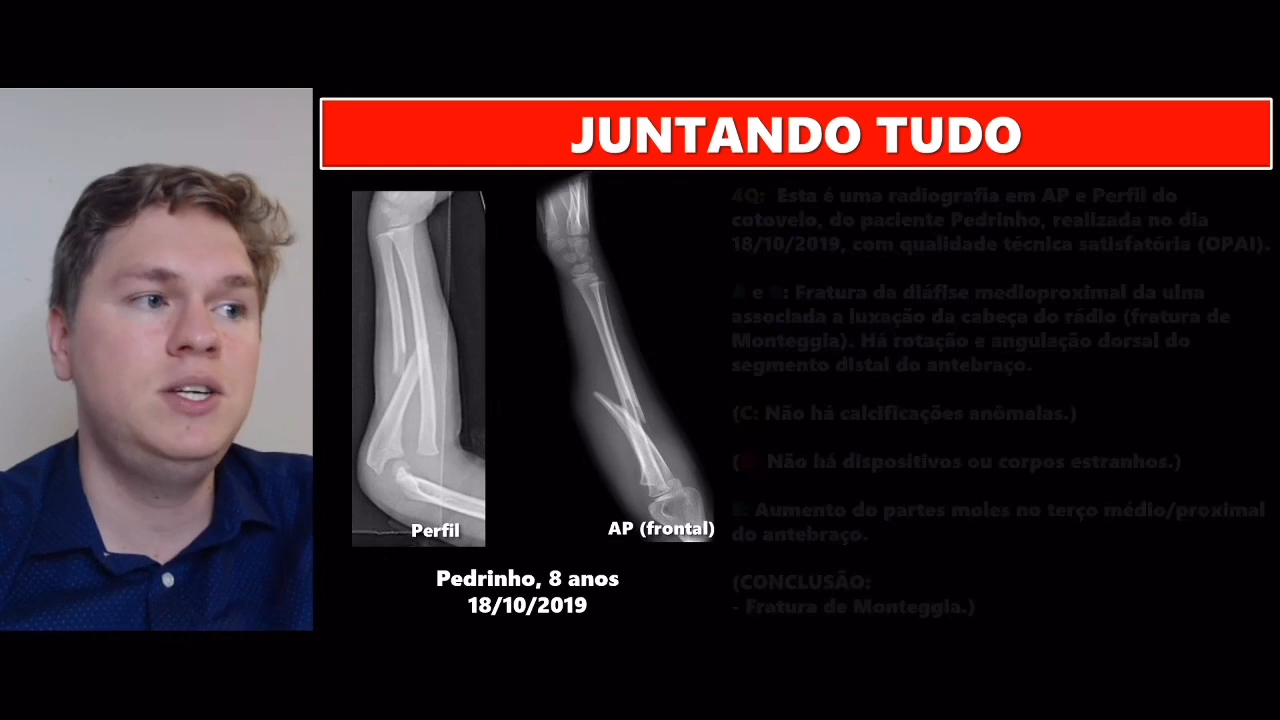 JUNTANDO TUDO
4Q: Esta é uma radiografia em AP e Perfil do
cotovelo, do paciente Pedrinho, realizada no dia
18/10/2019, com qualidade técnica satisfatória (OPAI).
e : Fratura da diáfise medioproximal da ulna
associada a luxação da cabeça do rádio (fratura de
Monteggia). Há rotação e angulação dorsal do
segmento distal do antebraço.
(C: Não há calcificações anômalas.)
( Não há dispositivos ou corpos estranhos.)
Aumento do partes moles no terço médio/proximal
do antebraço.
(CONCLUSÃO:
- Fratura de Monteggia.)
Perfil
AP (frontal)
Pedrinho, 8 anos
18/10/2019